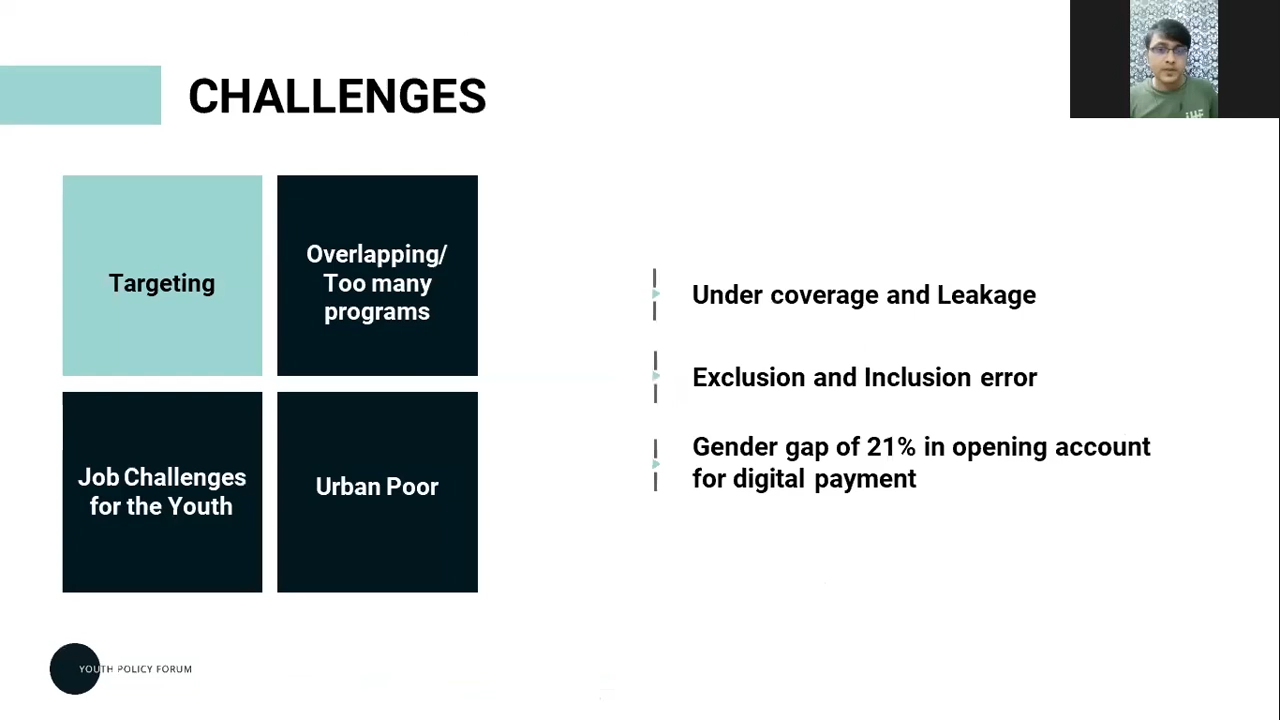 CHALLENGES
Targeting
Overlapping/
Too many
programs
Job Challenges
for the Youth
Urban Poor
Under coverage and Leakage
Exclusion and Inclusion error
Gender gap of 21% in opening account
for digital payment
YOUTH POLICY FORUM